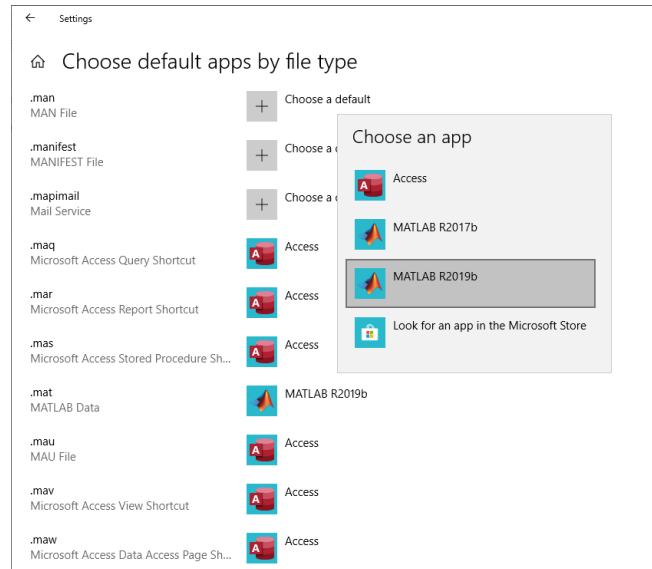 Settings
Choose default apps by file type
.man
MAN File
Choose a default
.manifest
MANIFEST File
Choose a
.mapimail
Mail Service
Choose a
.maq
Microsoft Access Query Shortcut
Access
.mar
Microsoft Access Report Shortcut
Access
.mas
Microsoft Access Stored Procedure Sh...
Access
.mat
MATLAB Data
MATLAB R2019b
.mau
MAU File
Access
.mav
Microsoft Access View Shortcut
Access
.maw
Microsoft Access Data Access Page Sh...
Access
Choose an app
Access
MATLAB R2017b
MATLAB R2019b
Look for an app in the Microsoft Store